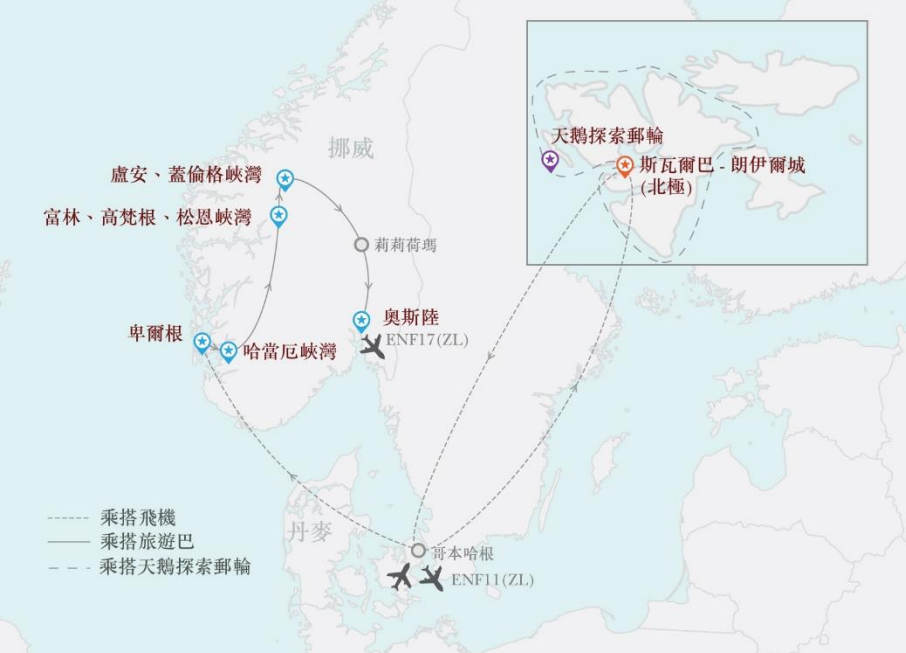 挪威
天鵝探索郵輪
斯瓦爾巴 - 朗伊爾城
(北極)
盧安、蓋倫格峽灣
富林、高梵根、松恩峽灣
莉莉荷瑪
奧斯陸
ENF17(ZL)
卑爾根
哈當厄峽灣
乘搭飛機
乘搭旅遊巴
乘搭天鵝探索郵輪
丹麥
哥本哈根
ENF11(ZL)